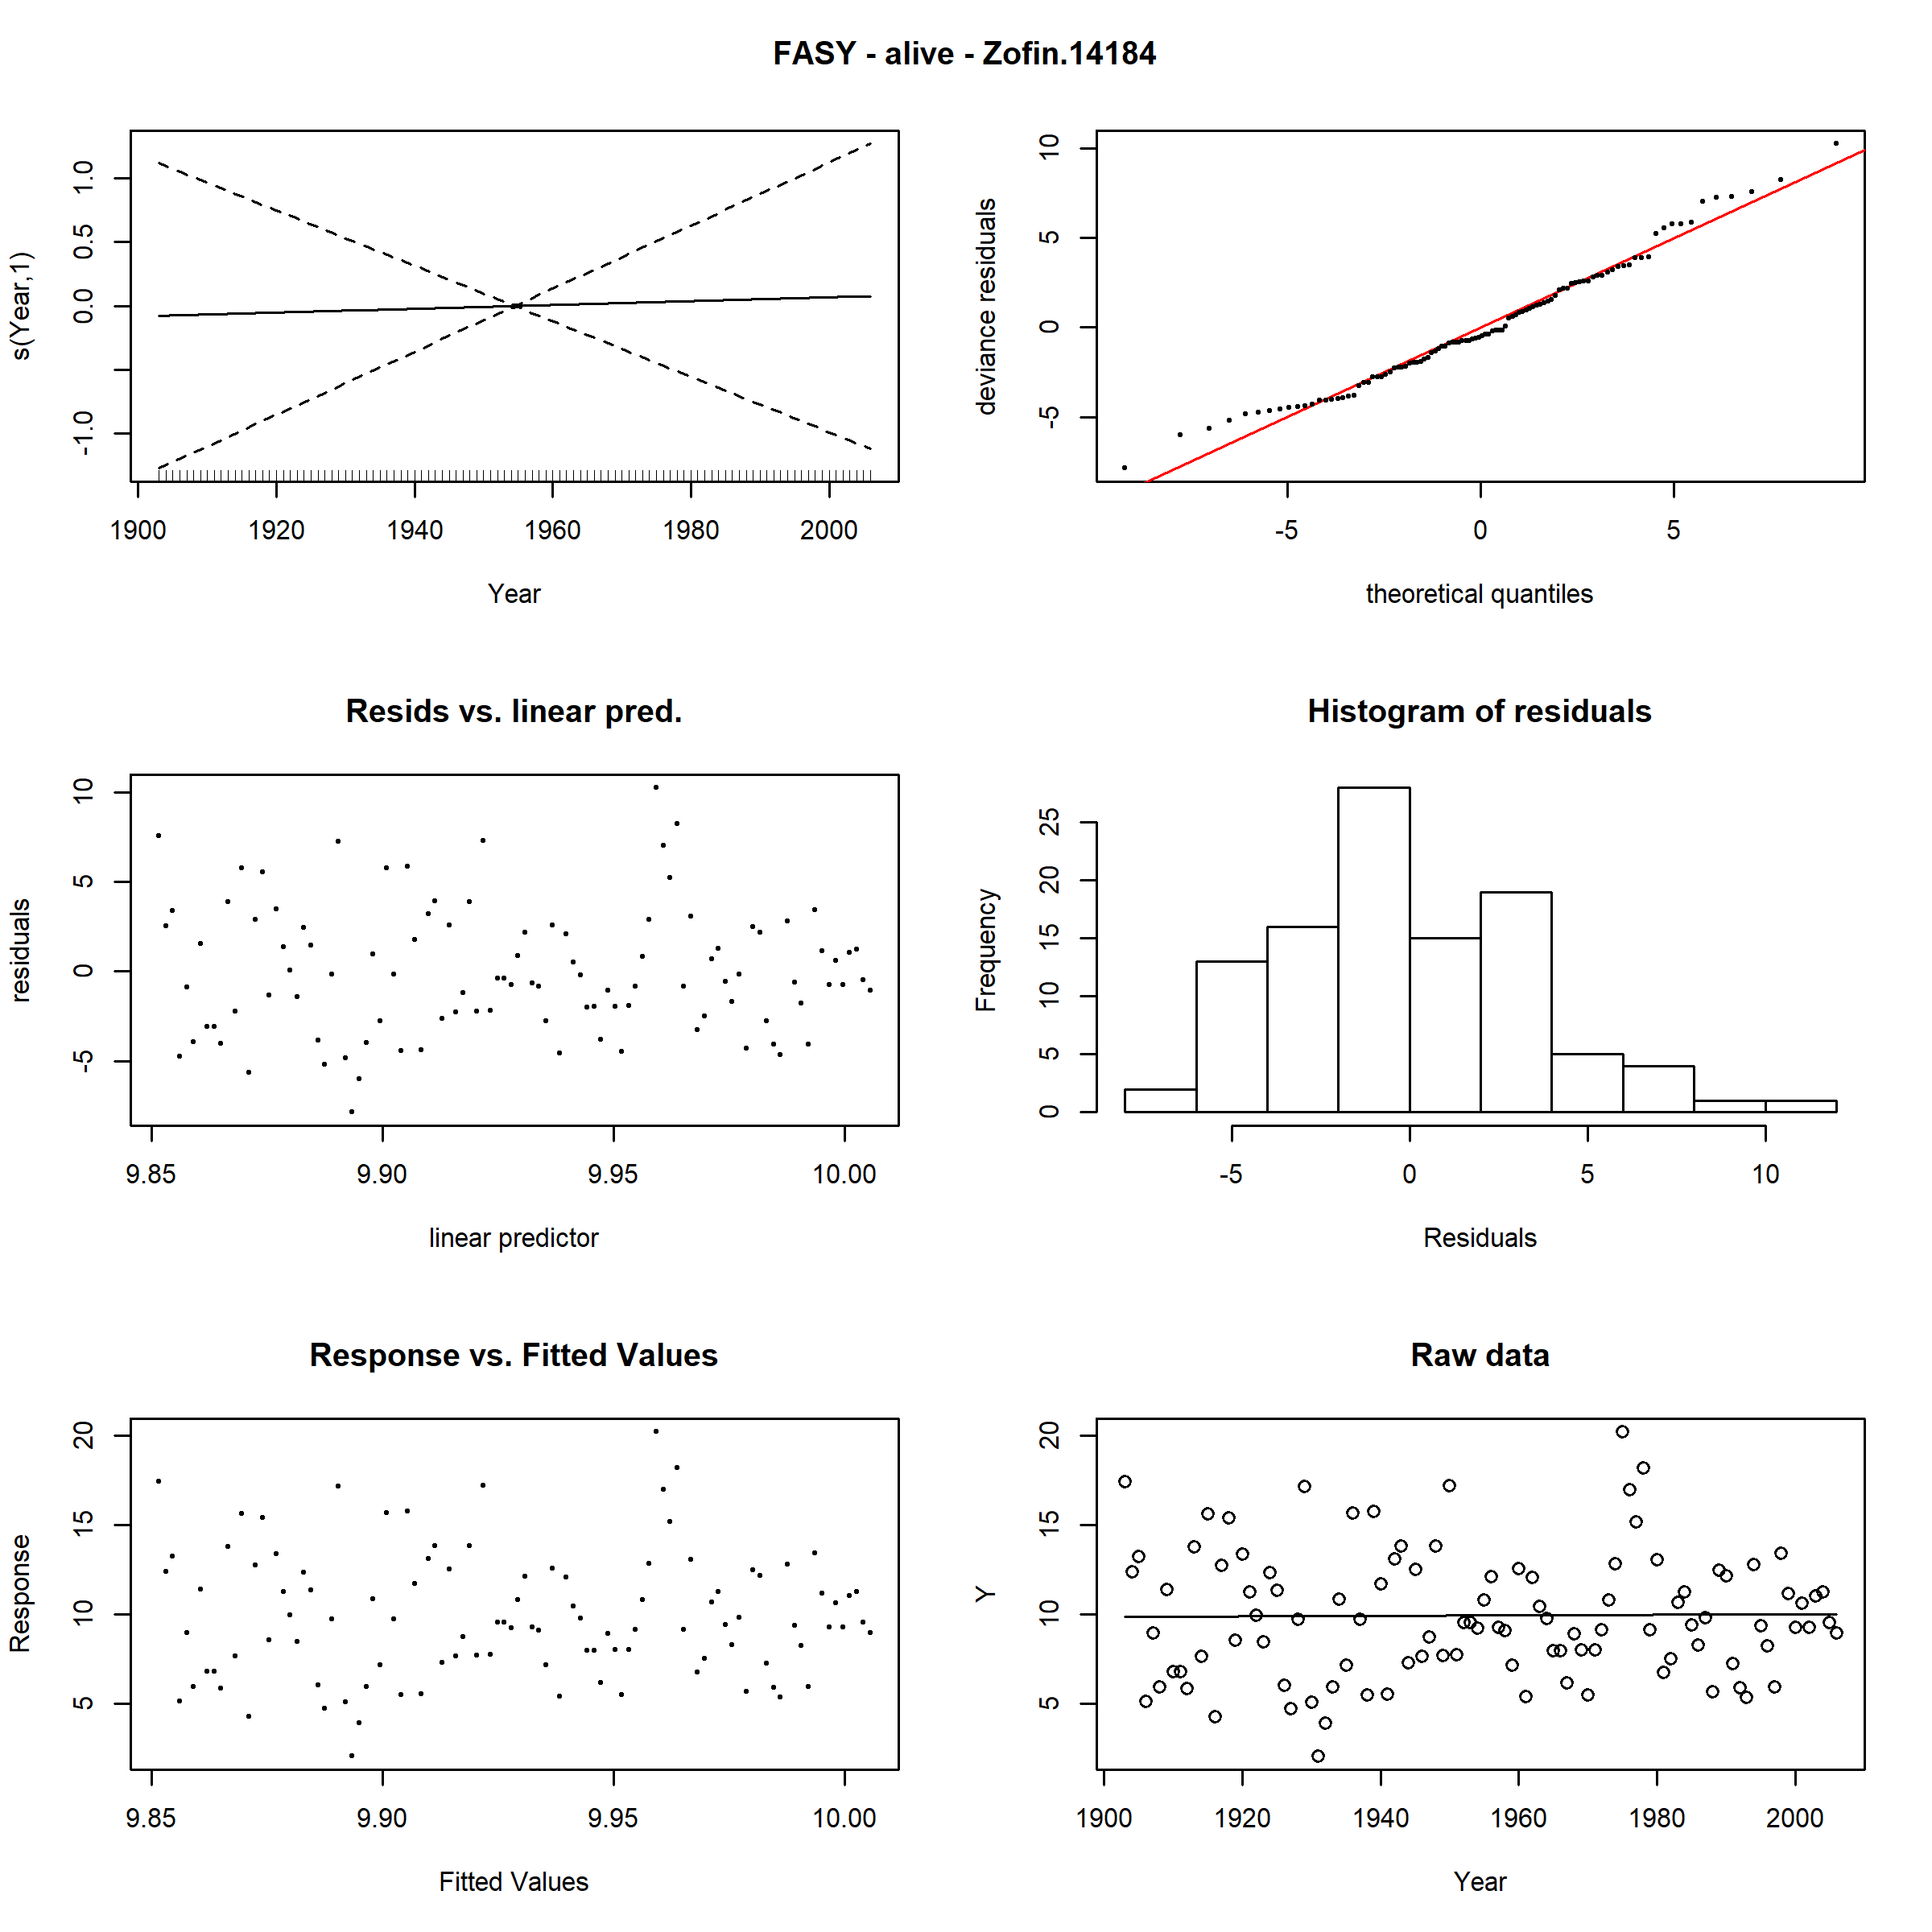 FASY - alive - Zofin.14184
s(Year,1)
1.0
0.5
0.0
-1.0
1900 1920 1940 1960 1980 2000
Year
deviance residuals
10
5
0
-5
-5 0 5
theoretical quantiles
Resids vs. linear pred.
residuals
10
5
0
-5
9.85 9.90 9.95 10.00
linear predictor
Histogram of residuals
Frequency
25
20
15
10
5
0
-5 0 5 10
Residuals
Response vs. Fitted Values
Response
20
15
10
5
9.85 9.90 9.95 10.00
Fitted Values
Raw data
Y
20
15
10
5
1900 1920 1940 1960 1980 2000
Year